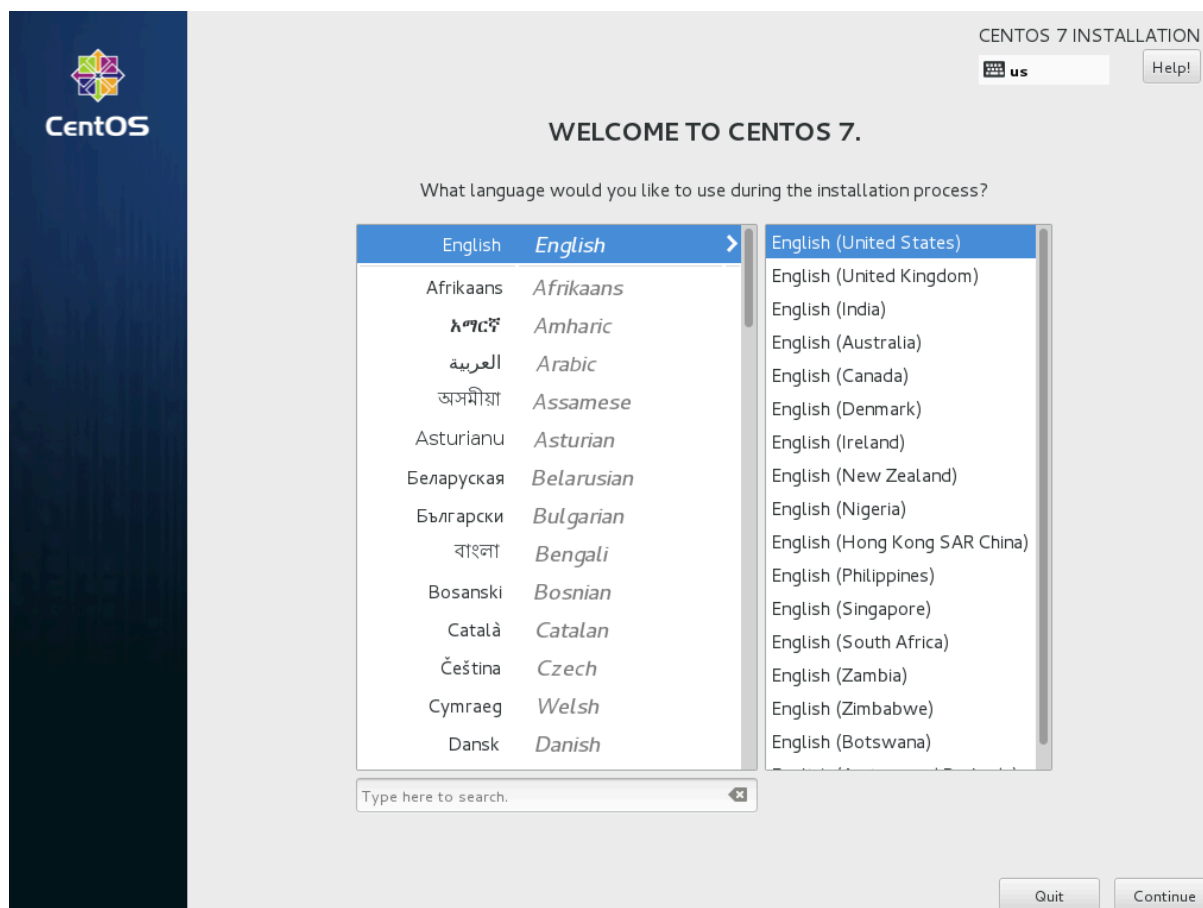 CENTOS 7 INSTALLATION
us
Help!
CentOS
WELCOME TO CENTOS 7.
What language would you like to use during the installation process?
English English
Afrikaans Afrikaans
አማርኛ Amharic
العربية Arabic
অসমীয়া Assamese
Asturianu Asturian
Беларуская Belarusian
Български Bulgarian
বাংলা Bengali
Bosanski Bosnian
Català Catalan
Čeština Czech
Cymraeg Welsh
Dansk Danish
English (United States)
English (United Kingdom)
English (India)
English (Australia)
English (Canada)
English (Denmark)
English (Ireland)
English (New Zealand)
English (Nigeria)
English (Hong Kong SAR China)
English (Philippines)
English (Singapore)
English (South Africa)
English (Zambia)
English (Zimbabwe)
English (Botswana)
Type here to search.
Quit
Continue